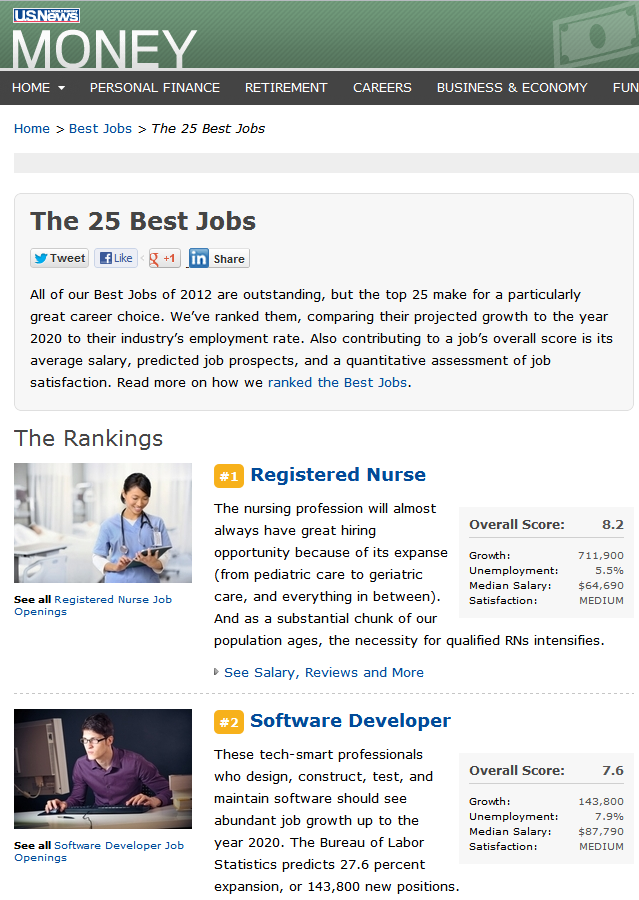 U.S.News
MONEY
HOME PERSONAL FINANCE RETIREMENT CAREERS BUSINESS & ECONOMY FUN
Home > Best Jobs > The 25 Best Jobs
The 25 Best Jobs
Tweet Like g +1 in Share
All of our Best Jobs of 2012 are outstanding, but the top 25 make for a particularly
great career choice. We've ranked them, comparing their projected growth to the year
2020 to their industry's employment rate. Also contributing to a job's overall score is its
average salary, predicted job prospects, and a quantitative assessment of job
satisfaction. Read more on how we ranked the Best Jobs.
The Rankings
#1 Registered Nurse
The nursing profession will almost
always have great hiring
opportunity because of its expanse
(from pediatric care to geriatric
care, and everything in between).
And as a substantial chunk of our
population ages, the necessity for qualified RNs intensifies.
Overall Score: 8.2
Growth: 711,900
Unemployment: 5.5%
Median Salary: $64,690
Satisfaction: MEDIUM
See all Registered Nurse Job
Openings
See Salary, Reviews and More
#2 Software Developer
These tech-smart professionals
who design, construct, test, and
maintain software should see
abundant job growth up to the
year 2020. The Bureau of Labor
Statistics predicts 27.6 percent
expansion, or 143,800 new positions.
Overall Score: 7.6
Growth: 143,800
Unemployment: 7.9%
Median Salary: $87,790
Satisfaction: MEDIUM
See all Software Developer Job
Openings